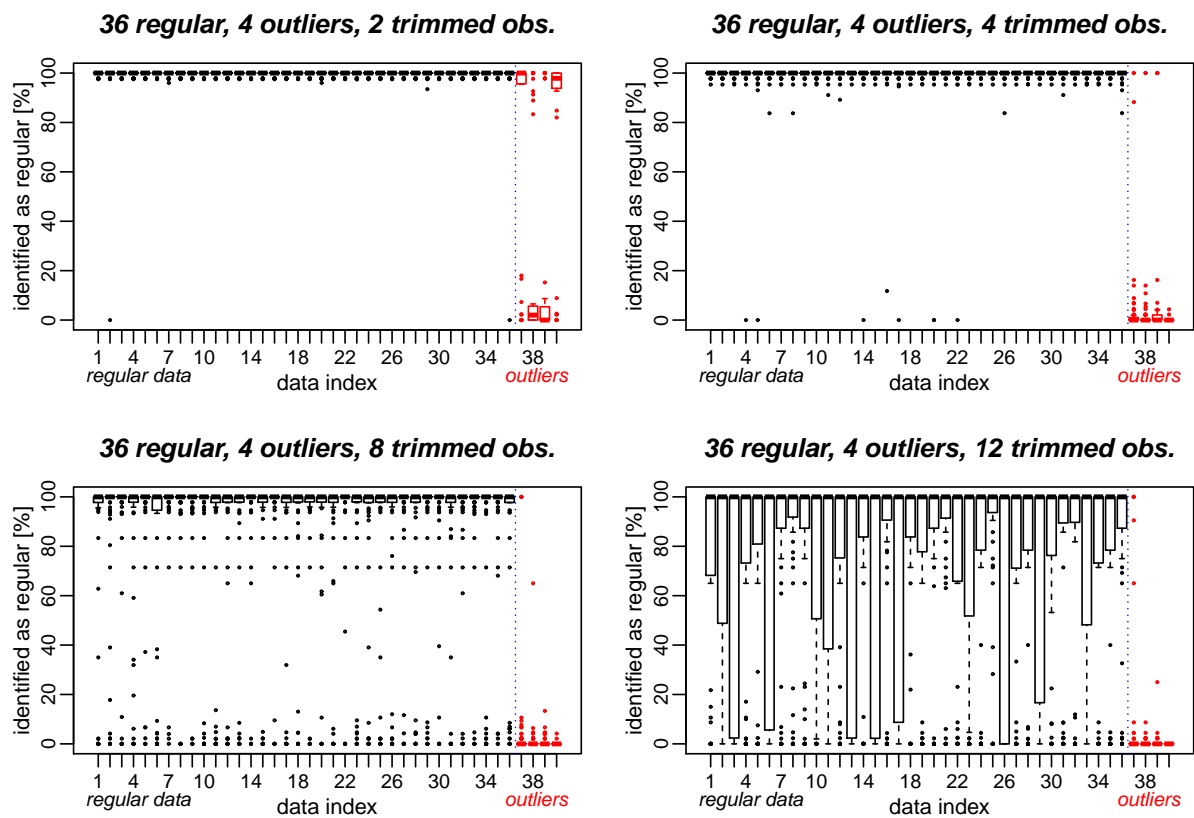 36 regular, 4 outliers, 2 trimmed obs.
identified as regular [%]
100
80
60
40
20
0
1 4 7 10 14 18 22 26 30 34 38
regular data
data index
outliers
36 regular, 4 outliers, 4 trimmed obs.
identified as regular [%]
100
80
60
40
20
0
1 4 7 10 14 18 22 26 30 34 38
regular data
data index
outliers
36 regular, 4 outliers, 8 trimmed obs.
identified as regular [%]
100
80
60
40
20
0
1 4 7 10 14 18 22 26 30 34 38
regular data
data index
outliers
36 regular, 4 outliers, 12 trimmed obs.
identified as regular [%]
100
80
60
40
20
0
1 4 7 10 14 18 22 26 30 34 38
regular data
data index
outliers